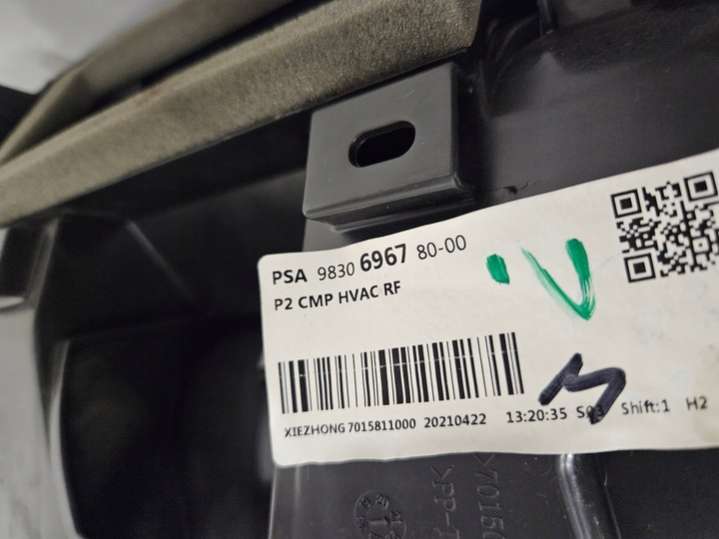 PSA 9830 6967 80-00
P2 CMP HVAC RF
XIEZHONG 7015811000 20210422 13:20:35 S03 Shift:1 H2